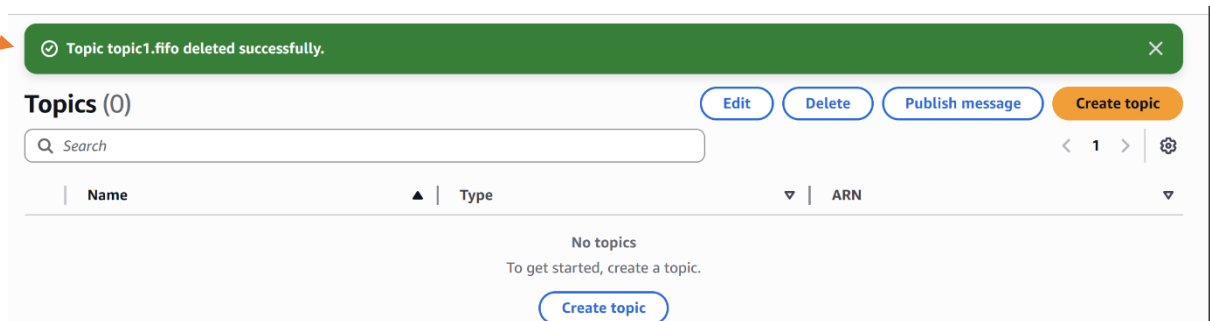 Topic topic1.fifo deleted successfully.
Topics (0)
Edit
Delete
Publish message
Create topic
Search
1
Name
Type
ARN
No topics
To get started, create a topic.
Create topic